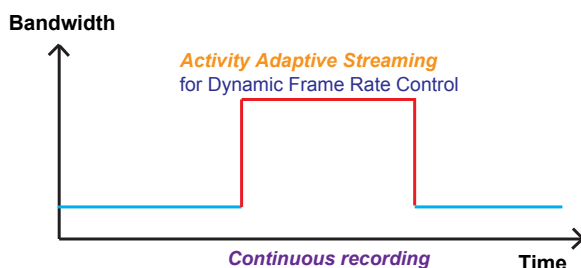 Bandwidth
Activity Adaptive Streaming
for Dynamic Frame Rate Control
Continuous recording
Time